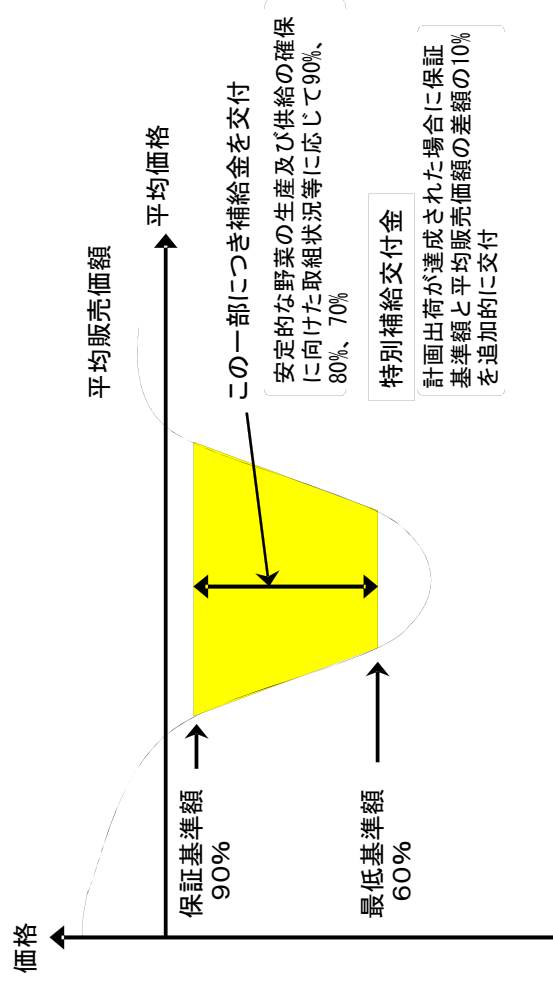 価格
平均販売価額
平均価格
この一部につき補給金を交付
安定的な野菜の生産及び供給の確保
に向けた取組状況等に応じて90%、
80%、70%
特別補給交付金
計画出荷が達成された場合に保証
基準額と平均販売価額の差額の10%
を追加的に交付
保証基準額
90%
最低基準額
60%